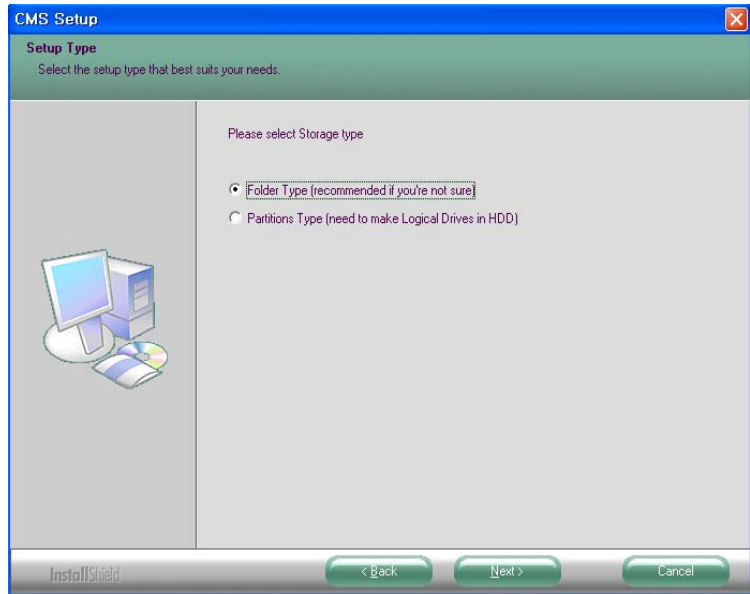 CMS Setup
Setup Type
Select the setup type that best suits your needs.
Please select Storage type
Folder Type (recommended if you're not sure)
Partitions Type (need to make Logical Drives in HDD)
InstallShield
< Back
Next >
Cancel